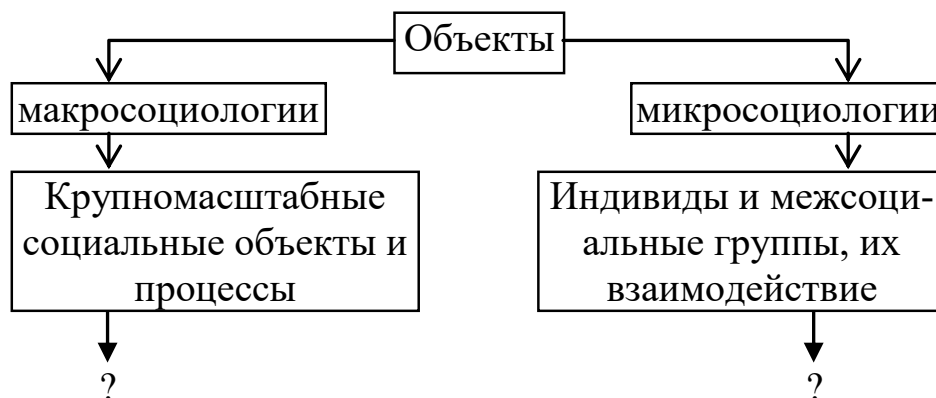 Объекты
макросоциологии
микросоциологии
Крупномасштабные
социальные объекты и
процессы
Индивиды и межсоци-
альные группы, их
взаимодействие
?
?